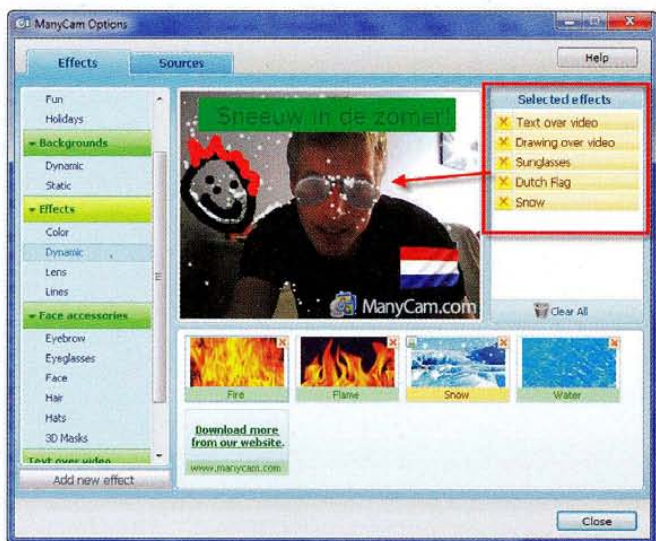 ManyCam Options
Effects
Sources
Help
Fun
Holidays
Backgrounds
Dynamic
Static
Effects
Color
Dynamic
Lens
Lines
Face accessories
Eyebrow
Eyeglasses
Face
Hair
Hats
3D Masks
Text over video
Add new effect
Sneeuw in de zomer!
ManyCam.com
Selected effects
Text over video
Drawing over video
Sunglasses
Dutch Flag
Snow
Clear All
Fire
Flame
Snow
Water
Download more
from our website.
www.manycam.com
Close